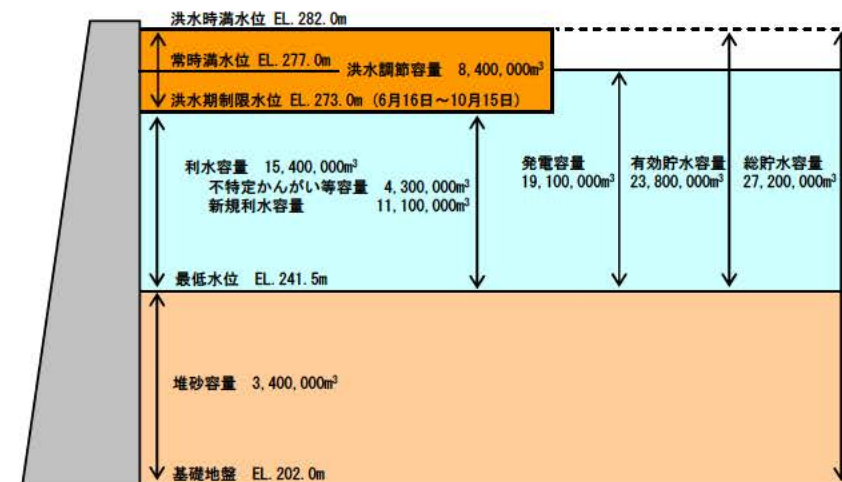 洪水時満水位 EL.282.0m
常時満水位 EL.277.0m
洪水調節容量 8,400,000m³
洪水期制限水位 EL.273.0m (6月16日～10月15日)
利水容量 15,400,000m³
不特定かんがい等容量 4,300,000m³
新規利水容量 11,100,000m³
発電容量
19,100,000m³
有効貯水容量
23,800,000m³
総貯水容量
27,200,000m³
最低水位 EL.241.5m
堆砂容量 3,400,000m³
基礎地盤 EL.202.0m